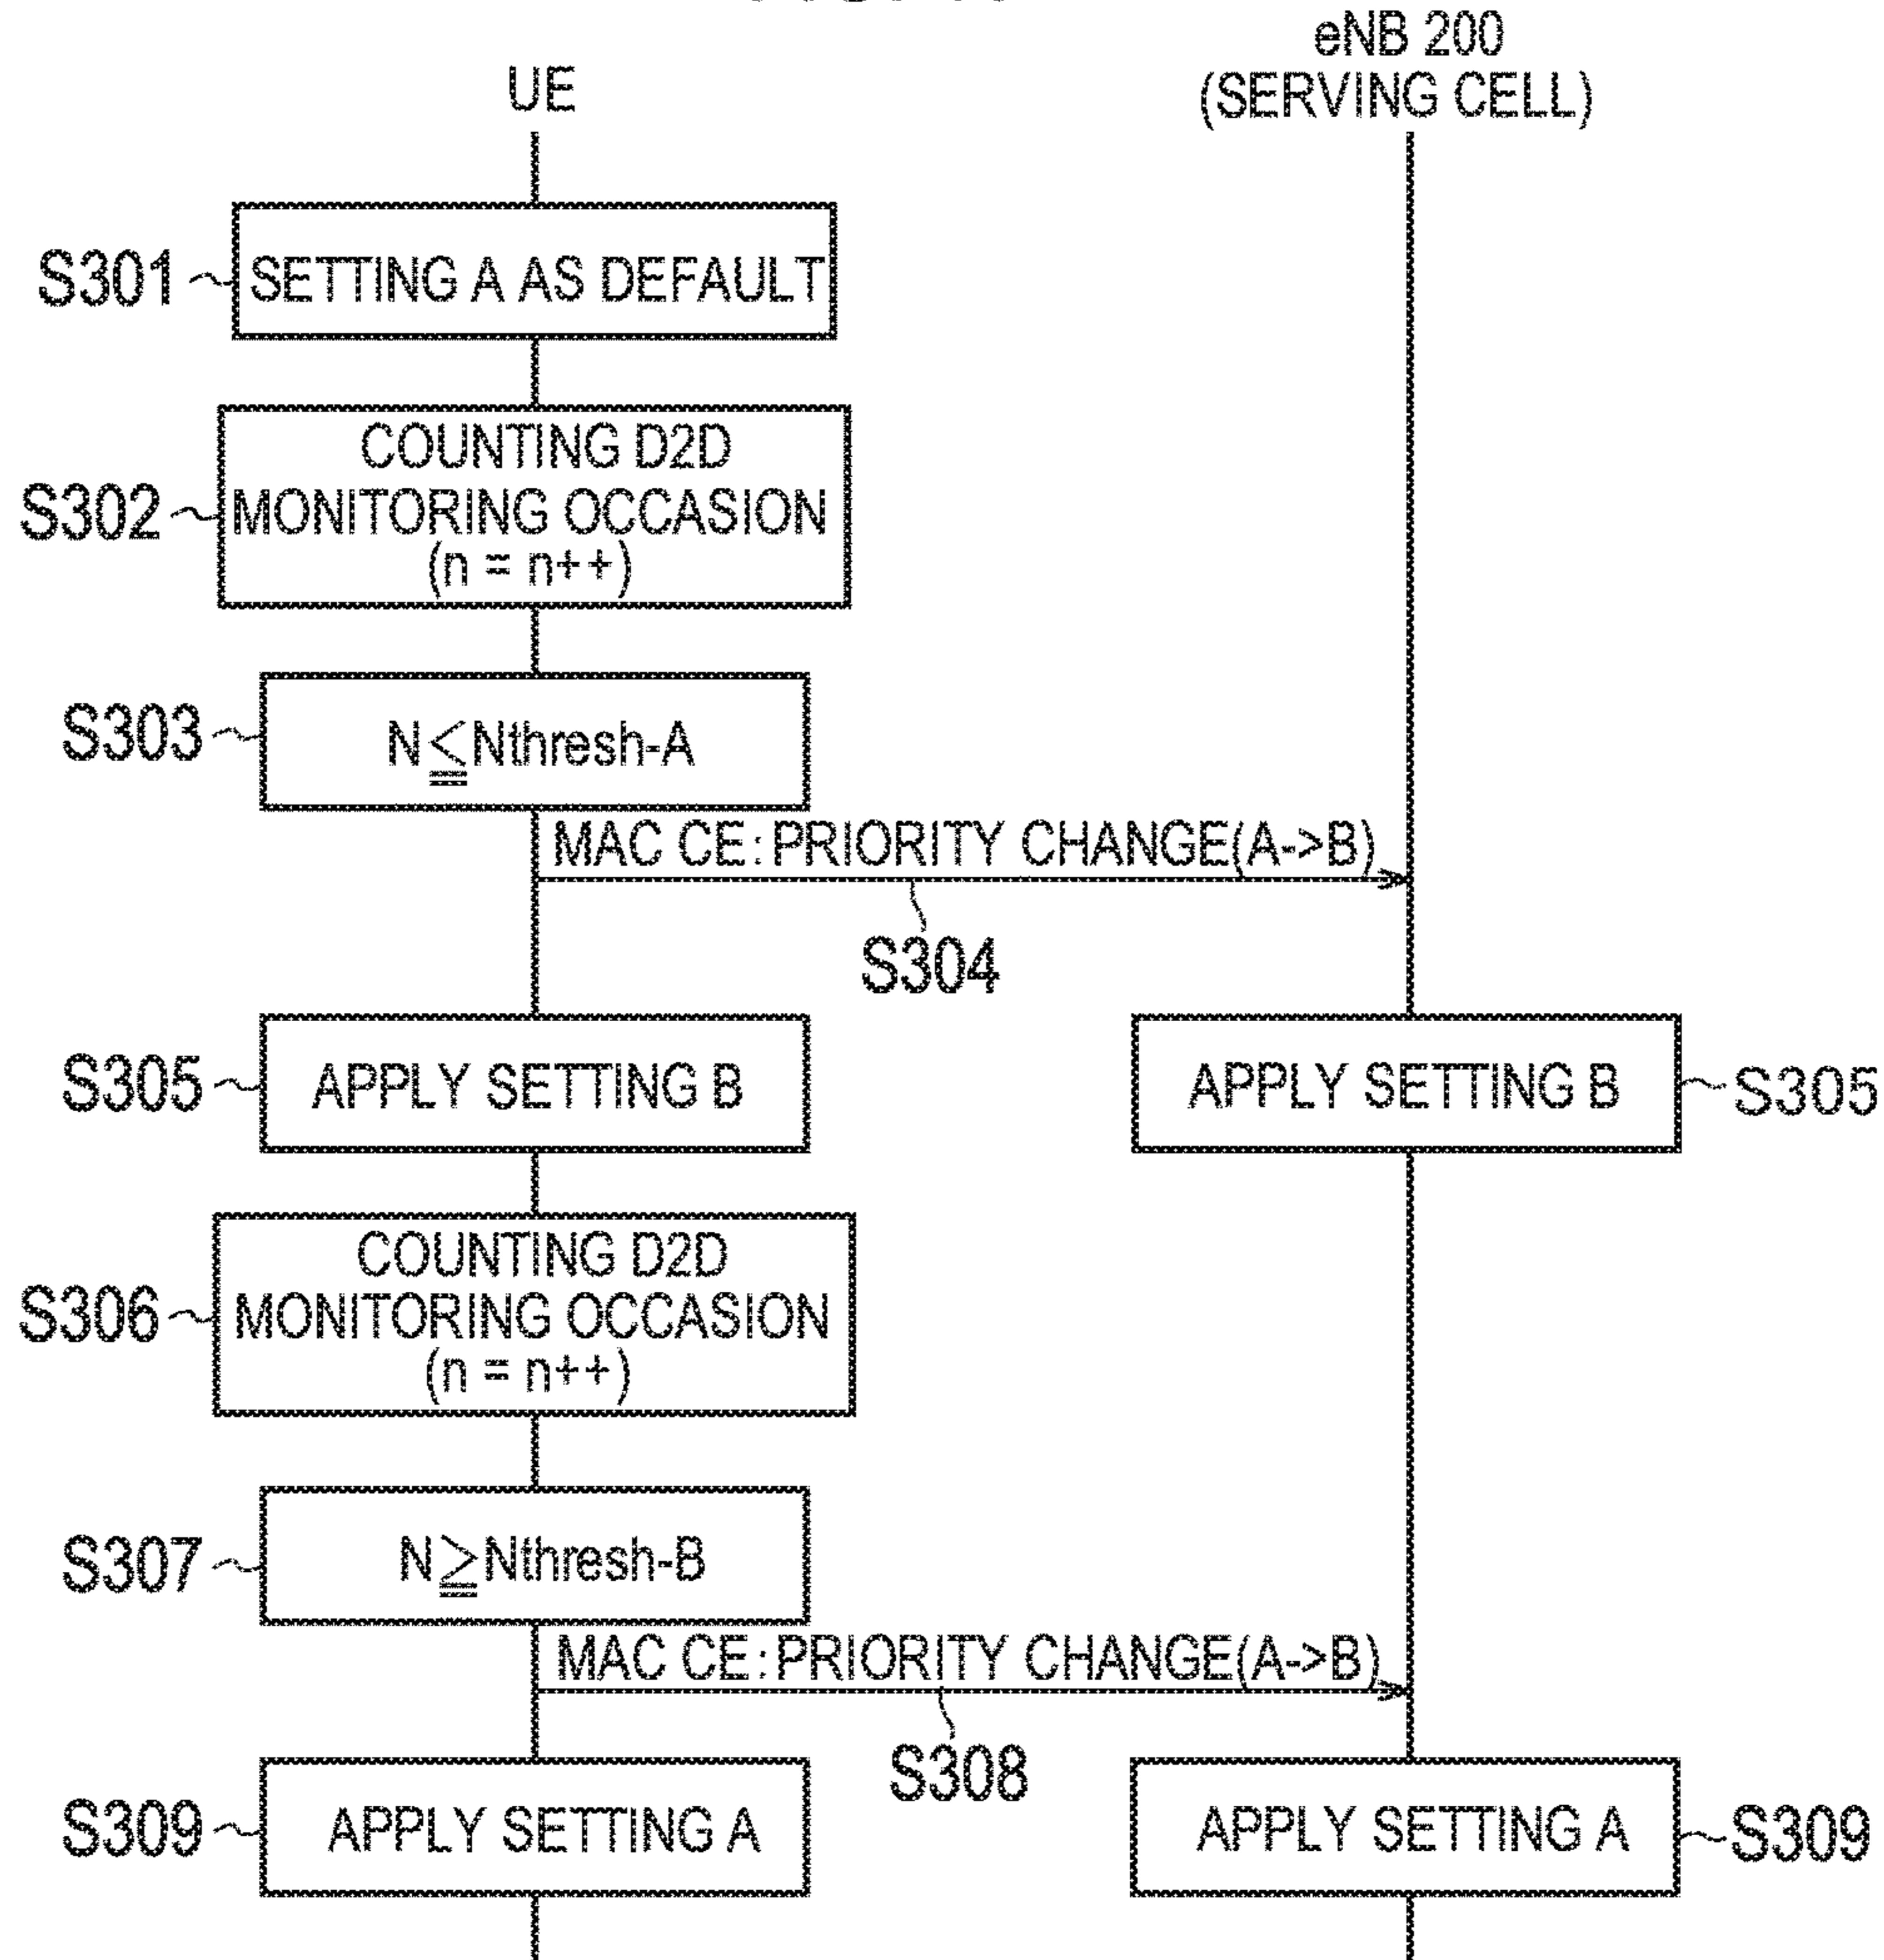 eNB 200
UE
(SERVING CELL)
S301
SETTING A AS DEFAULT
COUNTING D2D
S302
MONITORING OCCASION
(n = n++)
S303
N≦Nthresh-A
MAC CE:PRIORITY CHANGE(A->B)
S304
S305
APPLY SETTING B
APPLY SETTING B
S305
COUNTING D2D
S306
MONITORING OCCASION
(n = n++)
S307
N≧Nthresh-B
MAC CE:PRIORITY CHANGE(A->B)
S308
S309
APPLY SETTING A
APPLY SETTING A
S309